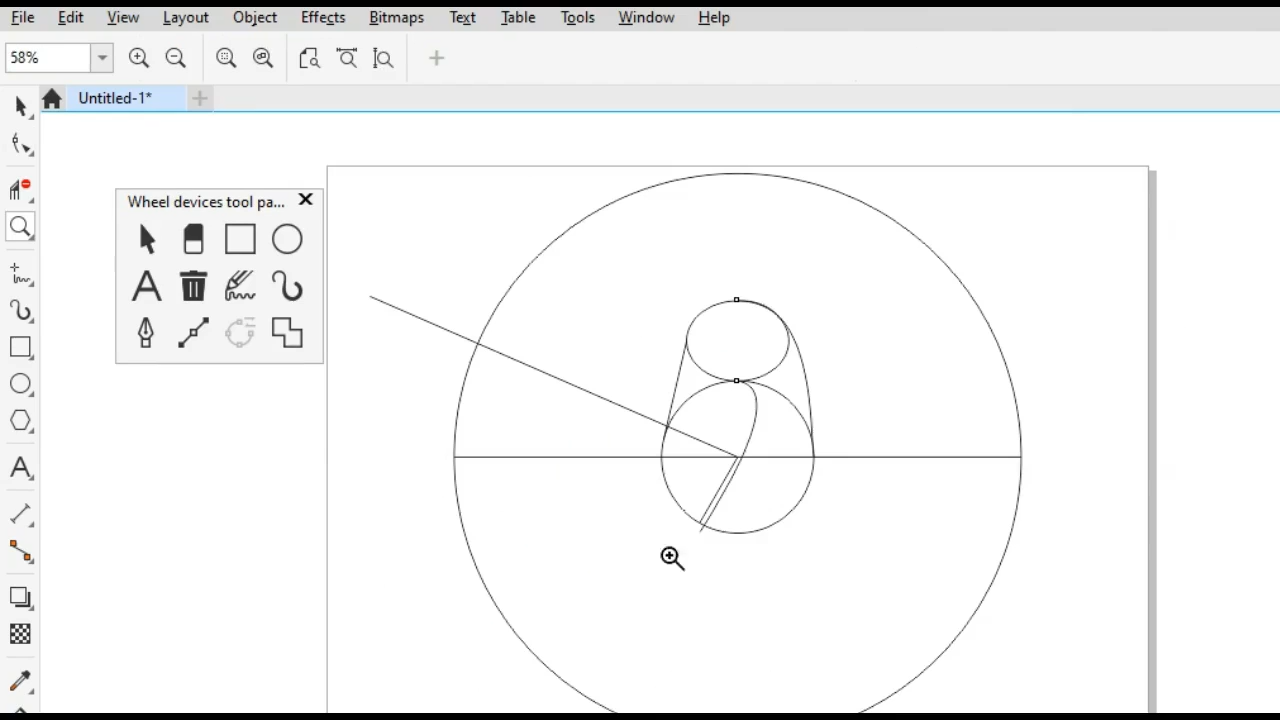 File Edit View Layout Object Effects Bitmaps Text Table Tools Window Help
58%
Untitled-1*
Wheel devices tool pa...